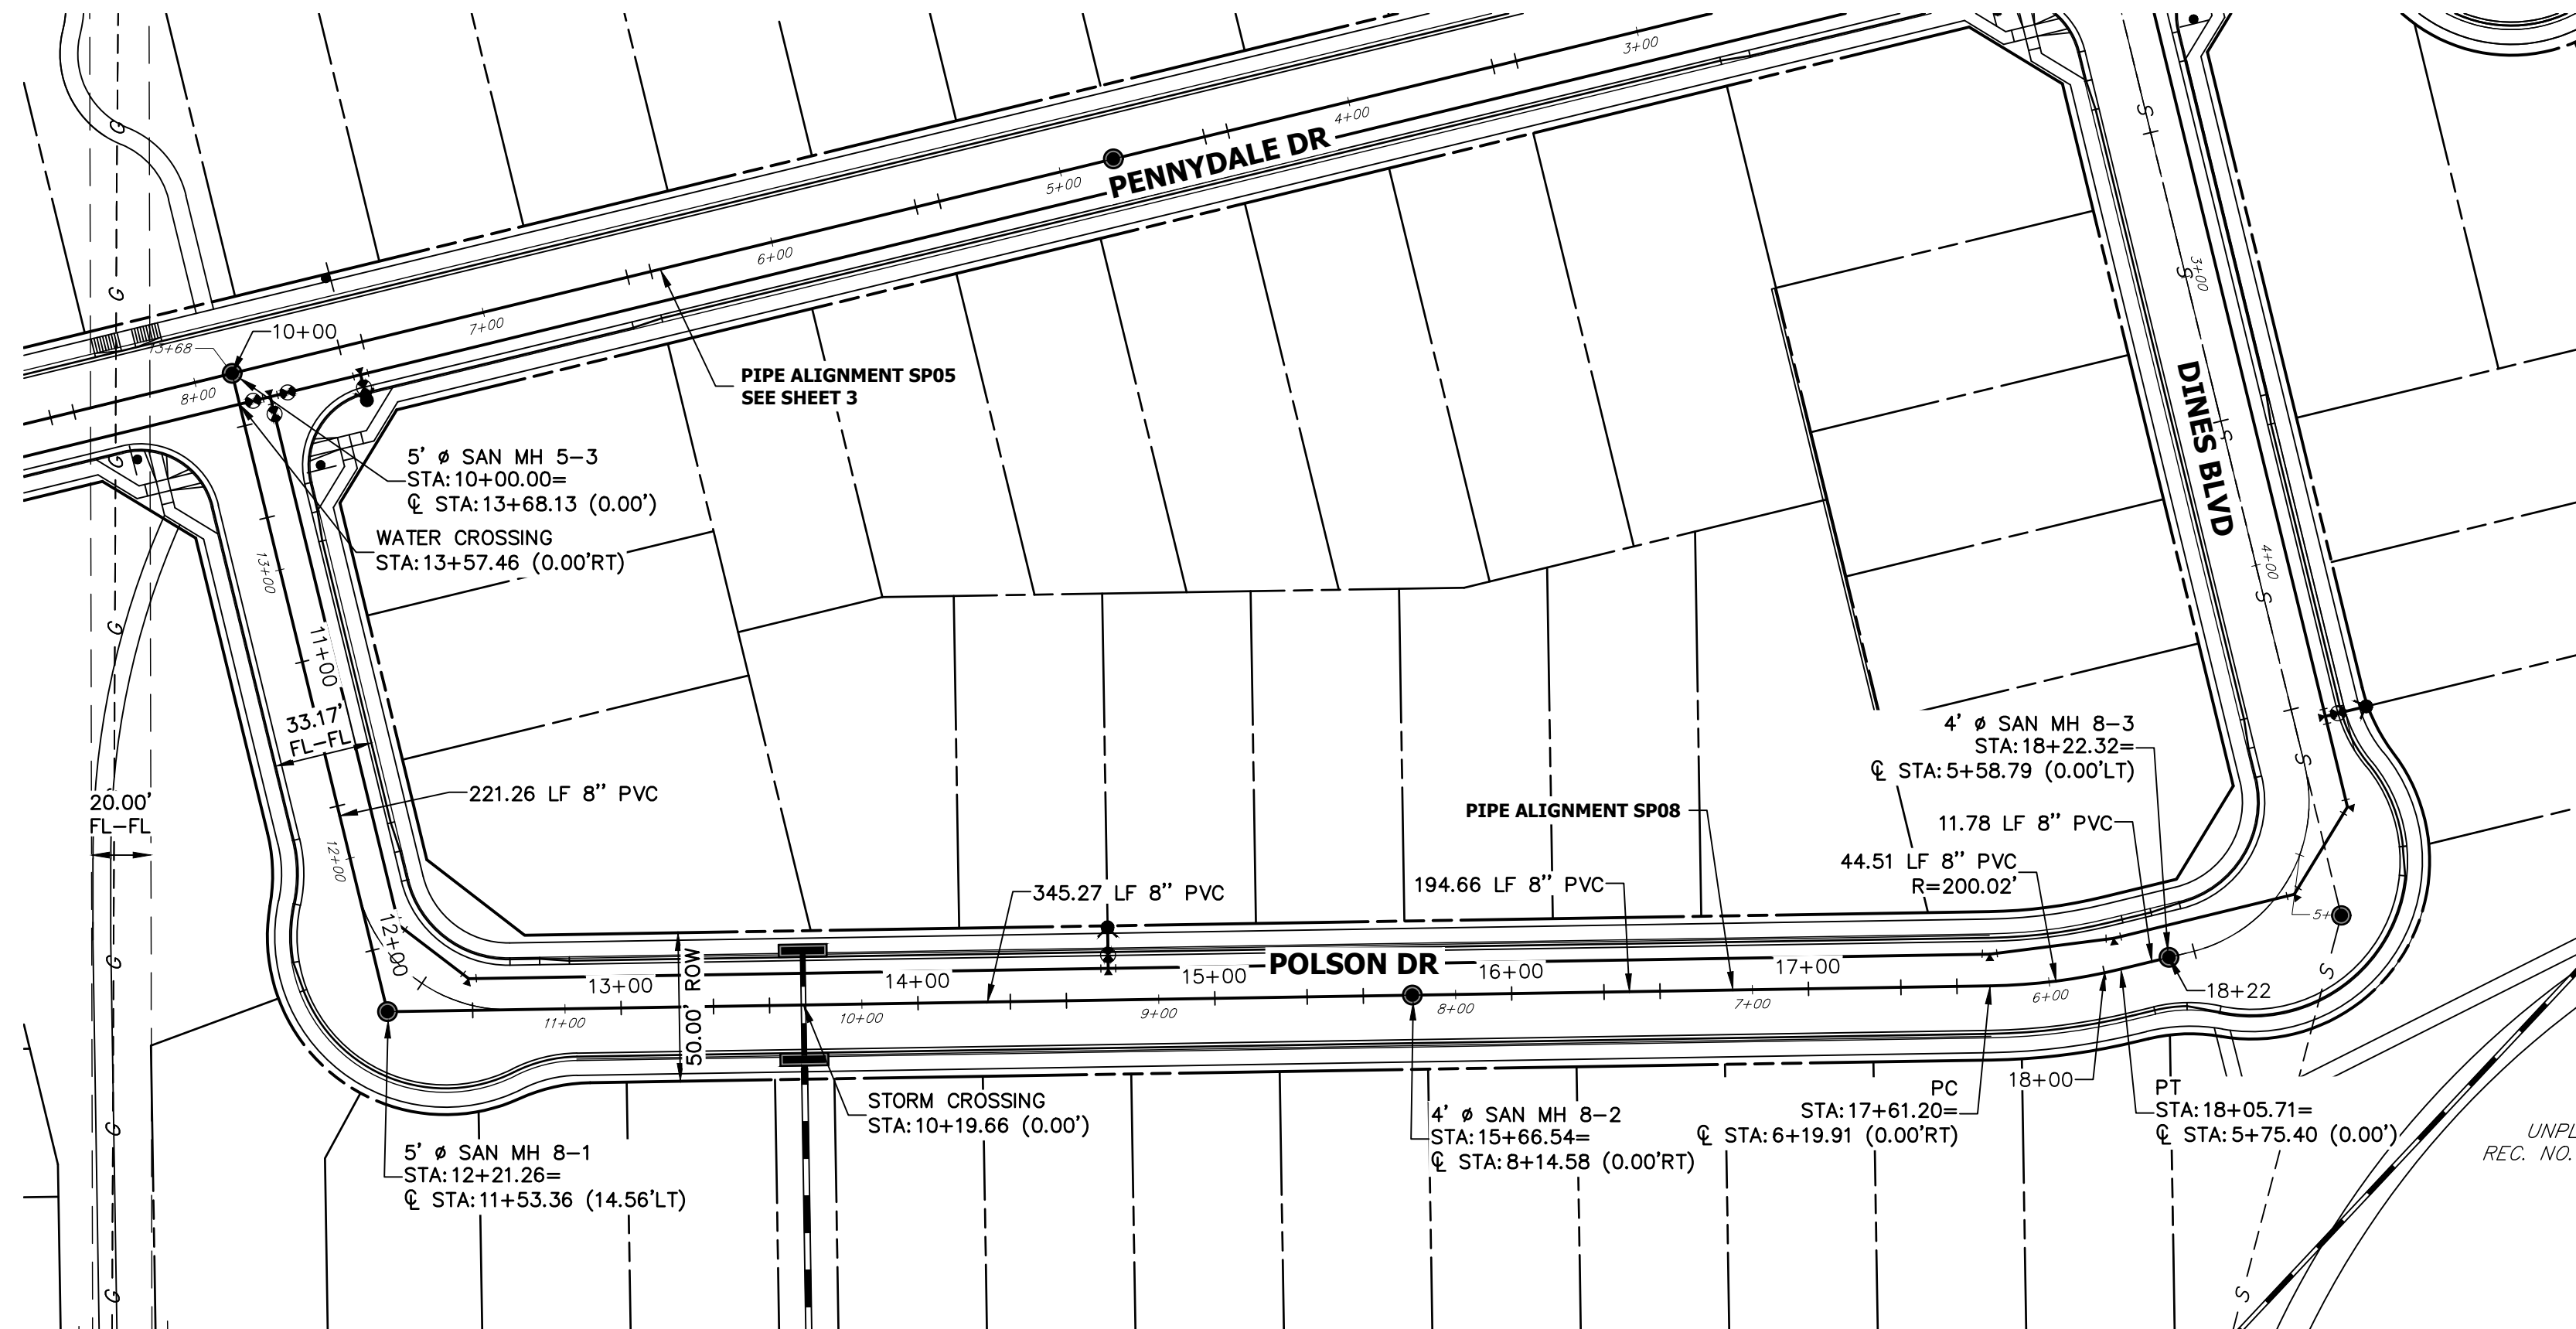 3+00
4+00
PENNYDALE DR
5+00
6+00
7+00
8+00
10+00
13+68
PIPE ALIGNMENT SP05
SEE SHEET 3
5' ø SAN MH 5-3
STA:10+00.00=
℄ STA:13+68.13 (0.00')
WATER CROSSING
STA:13+57.46 (0.00'RT)
13+00
11+00
33.17'
FL-FL
221.26 LF 8" PVC
20.00'
FL-FL
12+00
12+00
G
G
G
G
G
G
G
S
S
3+00
DINES BLVD
S
4+00
S
S
4' ø SAN MH 8-3
STA:18+22.32=
℄ STA:5+58.79 (0.00'LT)
PIPE ALIGNMENT SP08
11.78 LF 8" PVC
44.51 LF 8" PVC
R=200.02'
345.27 LF 8" PVC
194.66 LF 8" PVC
5+
13+00
50.00' ROW
14+00
15+00
POLSON DR
16+00
17+00
S
11+00
10+00
9+00
8+00
7+00
6+00
18+22
18+00
STORM CROSSING
STA:10+19.66 (0.00')
4' ø SAN MH 8-2
STA:15+66.54=
℄ STA:8+14.58 (0.00'RT)
PC
STA:17+61.20=
℄ STA:6+19.91 (0.00'RT)
PT
STA:18+05.71=
℄ STA:5+75.40 (0.00')
UNPL
REC. NO.
5' ø SAN MH 8-1
STA:12+21.26=
℄ STA:11+53.36 (14.56'LT)
S